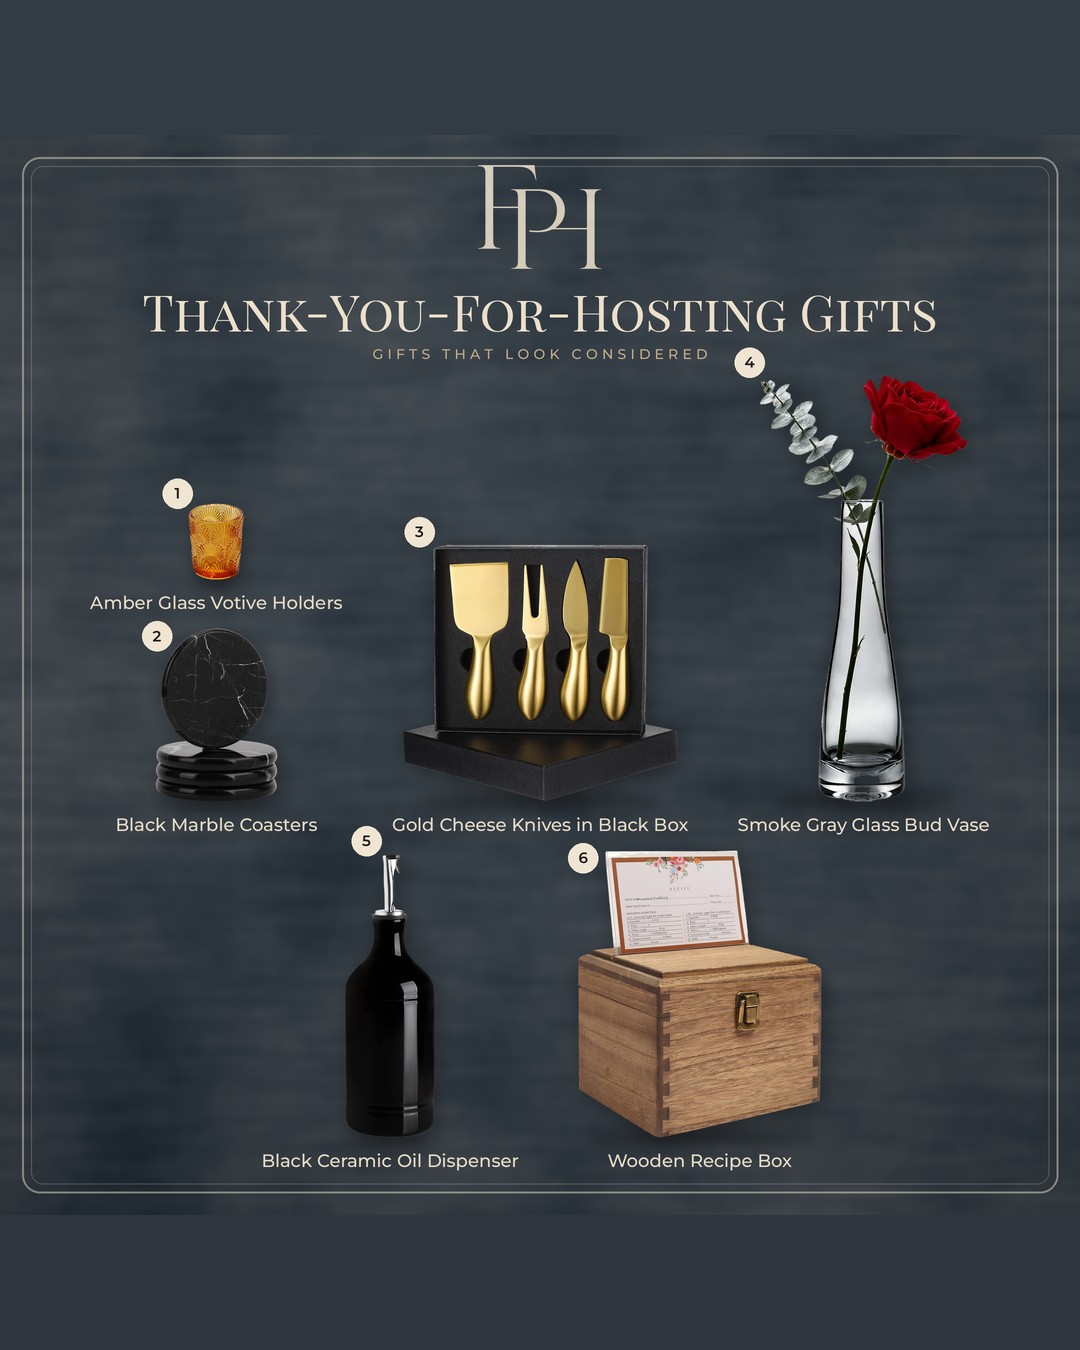 FPH
Thank-You-For-Hosting Gifts
GIFTS THAT LOOK CONSIDERED
4
1
3
Amber Glass Votive Holders
2
Black Marble Coasters
Gold Cheese Knives in Black Box
Smoke Gray Glass Bud Vase
5
6
RECIPE
Black Ceramic Oil Dispenser
Wooden Recipe Box